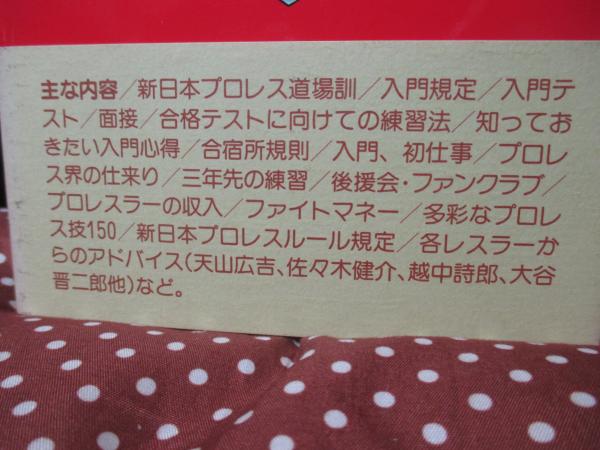 主な内容／新日本プロレス道場訓／入門規定／入門テ
スト／面接／合格テストに向けての練習法／知ってお
きたい入門心得／合宿所規則／入門、初仕事／プロレ
ス界の仕来り／三年先の練習／後援会・ファンクラブ／
プロレスラーの収入／ファイトマネー／多彩なプロレ
ス技150／新日本プロレスルール規定／各レスラーか
らのアドバイス(天山広吉、佐々木健介、越中詩郎、大谷
晋二郎他)など。